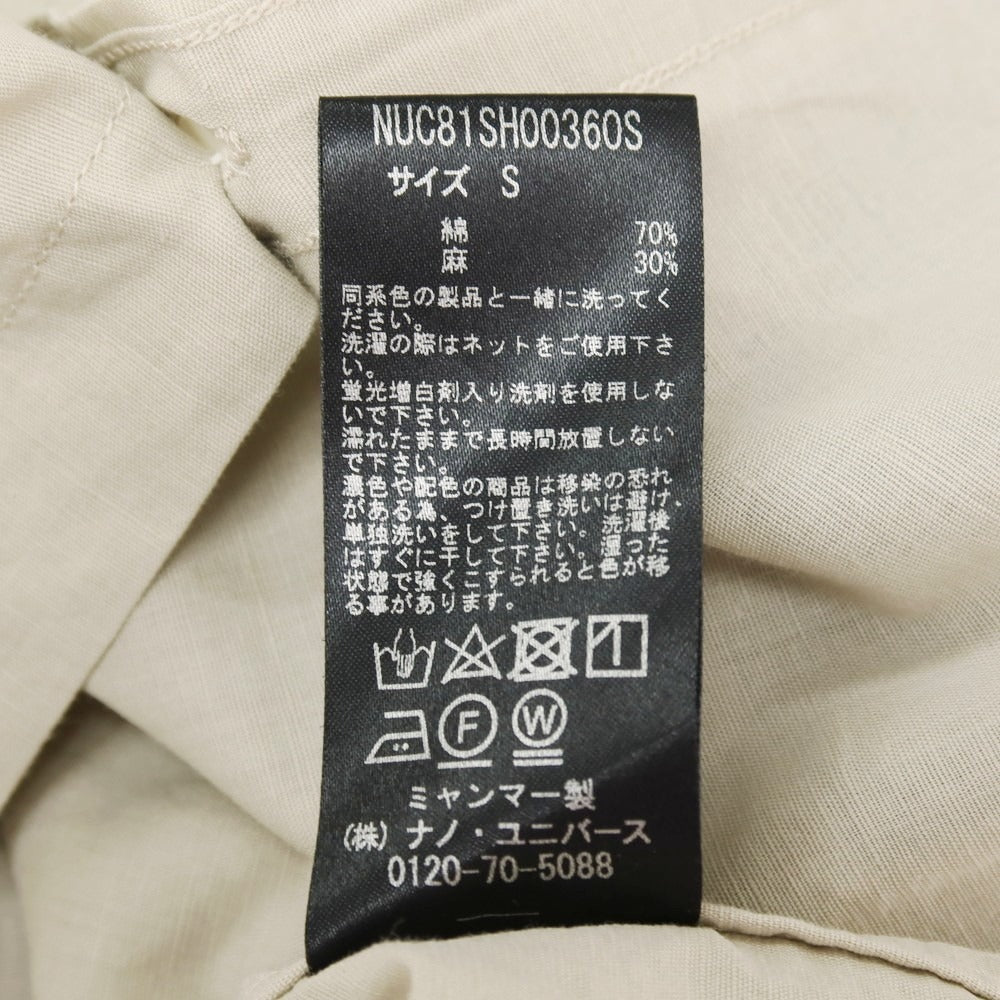 NUC81SH00360S
サイズ S
綿 70%
麻 30%
同系色の製品と一緒に洗ってく
ださい。
洗濯の際はネットをご使用下さ
い。
蛍光増白剤入り洗剤を使用しな
いで下さい。
濡れたままで長時間放置しない
で下さい。
濃色や配色の商品は移染の恐れ
がある為、つけ置き洗いは避け、
単独洗いをして下さい。洗濯後
はすぐに干して下さい。湿った
状態で強くこすられると色が移
る事があります。
F W
ミャンマー製
(株) ナノ・ユニバース
0120-70-5088